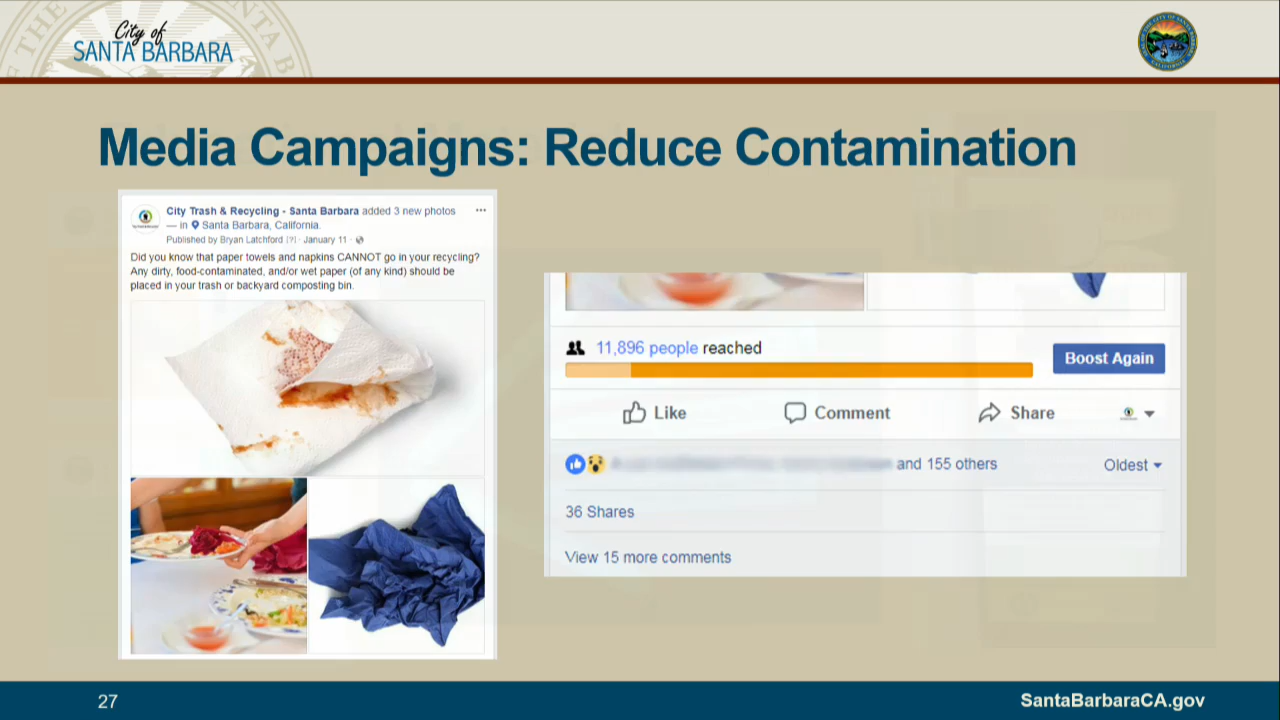 City of
SANTA BARBARA
Media Campaigns: Reduce Contamination
City Trash & Recycling - Santa Barbara added 3 new photos
— in Santa Barbara, California.
Published by Bryan Latchford [?] · January 11 ·
Did you know that paper towels and napkins CANNOT go in your recycling?
Any dirty, food-contaminated, and/or wet paper (of any kind) should be
placed in your trash or backyard composting bin.
11,896 people reached
Boost Again
Like Comment Share
and 155 others Oldest
36 Shares
View 15 more comments
27
SantaBarbaraCA.gov